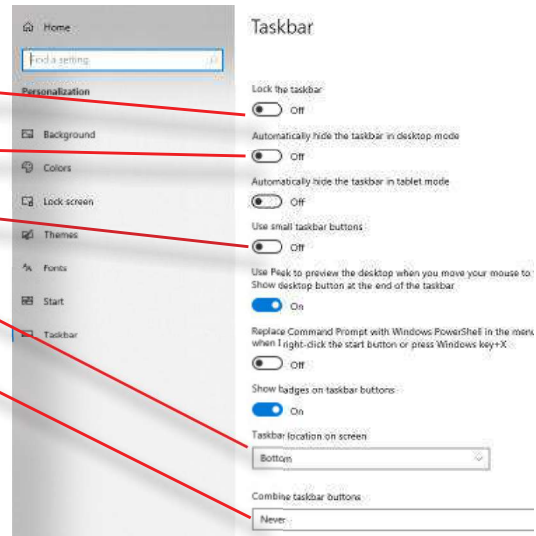 Home
Find a setting
Personalization
Background
Colors
Lock screen
Themes
Fonts
Start
Taskbar
Taskbar
Lock the taskbar
Off
Automatically hide the taskbar in desktop mode
Off
Automatically hide the taskbar in tablet mode
Off
Use small taskbar buttons
Off
Use Peek to preview the desktop when you move your mouse to
Show desktop button at the end of the taskbar
On
Replace Command Prompt with Windows PowerShell in the menu
when I right-click the start button or press Windows key+X
Off
Show badges on taskbar buttons
On
Taskbar location on screen
Bottom
Combine taskbar buttons
Never